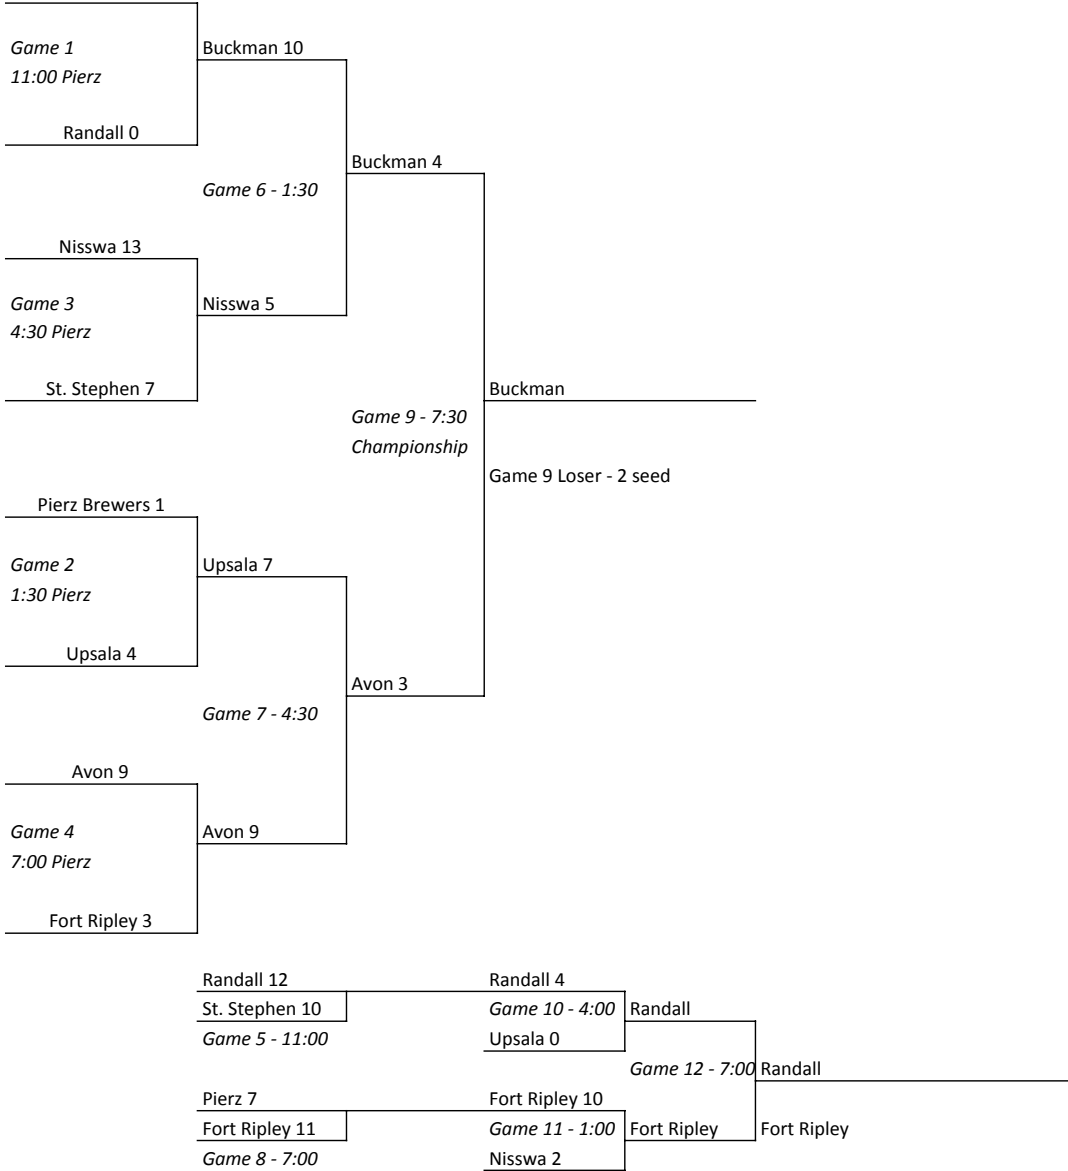 Game 1
11:00 Pierz
Buckman 10
Randall 0
Buckman 4
Game 6 - 1:30
Nisswa 13
Game 3
4:30 Pierz
Nisswa 5
St. Stephen 7
Buckman
Game 9 - 7:30
Championship
Game 9 Loser - 2 seed
Pierz Brewers 1
Game 2
1:30 Pierz
Upsala 7
Upsala 4
Avon 3
Game 7 - 4:30
Avon 9
Game 4
7:00 Pierz
Avon 9
Fort Ripley 3
Randall 12
Randall 4
St. Stephen 10
Game 10 - 4:00
Randall
Game 5 - 11:00
Upsala 0
Game 12 - 7:00
Randall
Pierz 7
Fort Ripley 10
Fort Ripley 11
Game 11 - 1:00
Fort Ripley
Fort Ripley
Game 8 - 7:00
Nisswa 2